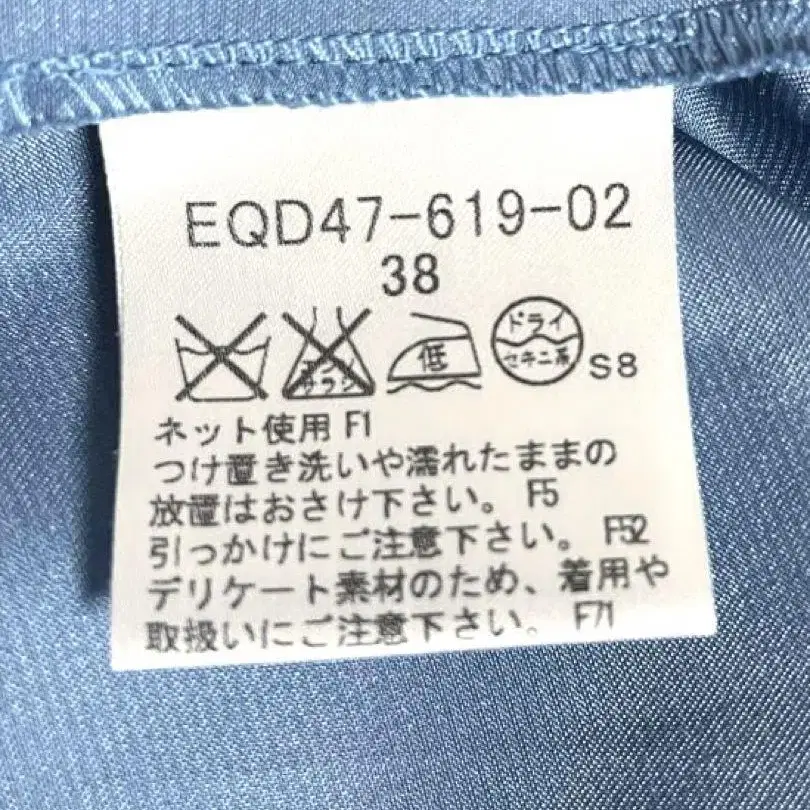 EQD47-619-02
38
エンソ
サラシ
低
ドライ
セキユ系
S8
ネット使用 F1
つけ置き洗いや濡れたままの
放置はおさけ下さい。 F5
引っかけにご注意下さい。 F52
デリケート素材のため、着用や
取扱いにご注意下さい。 F71